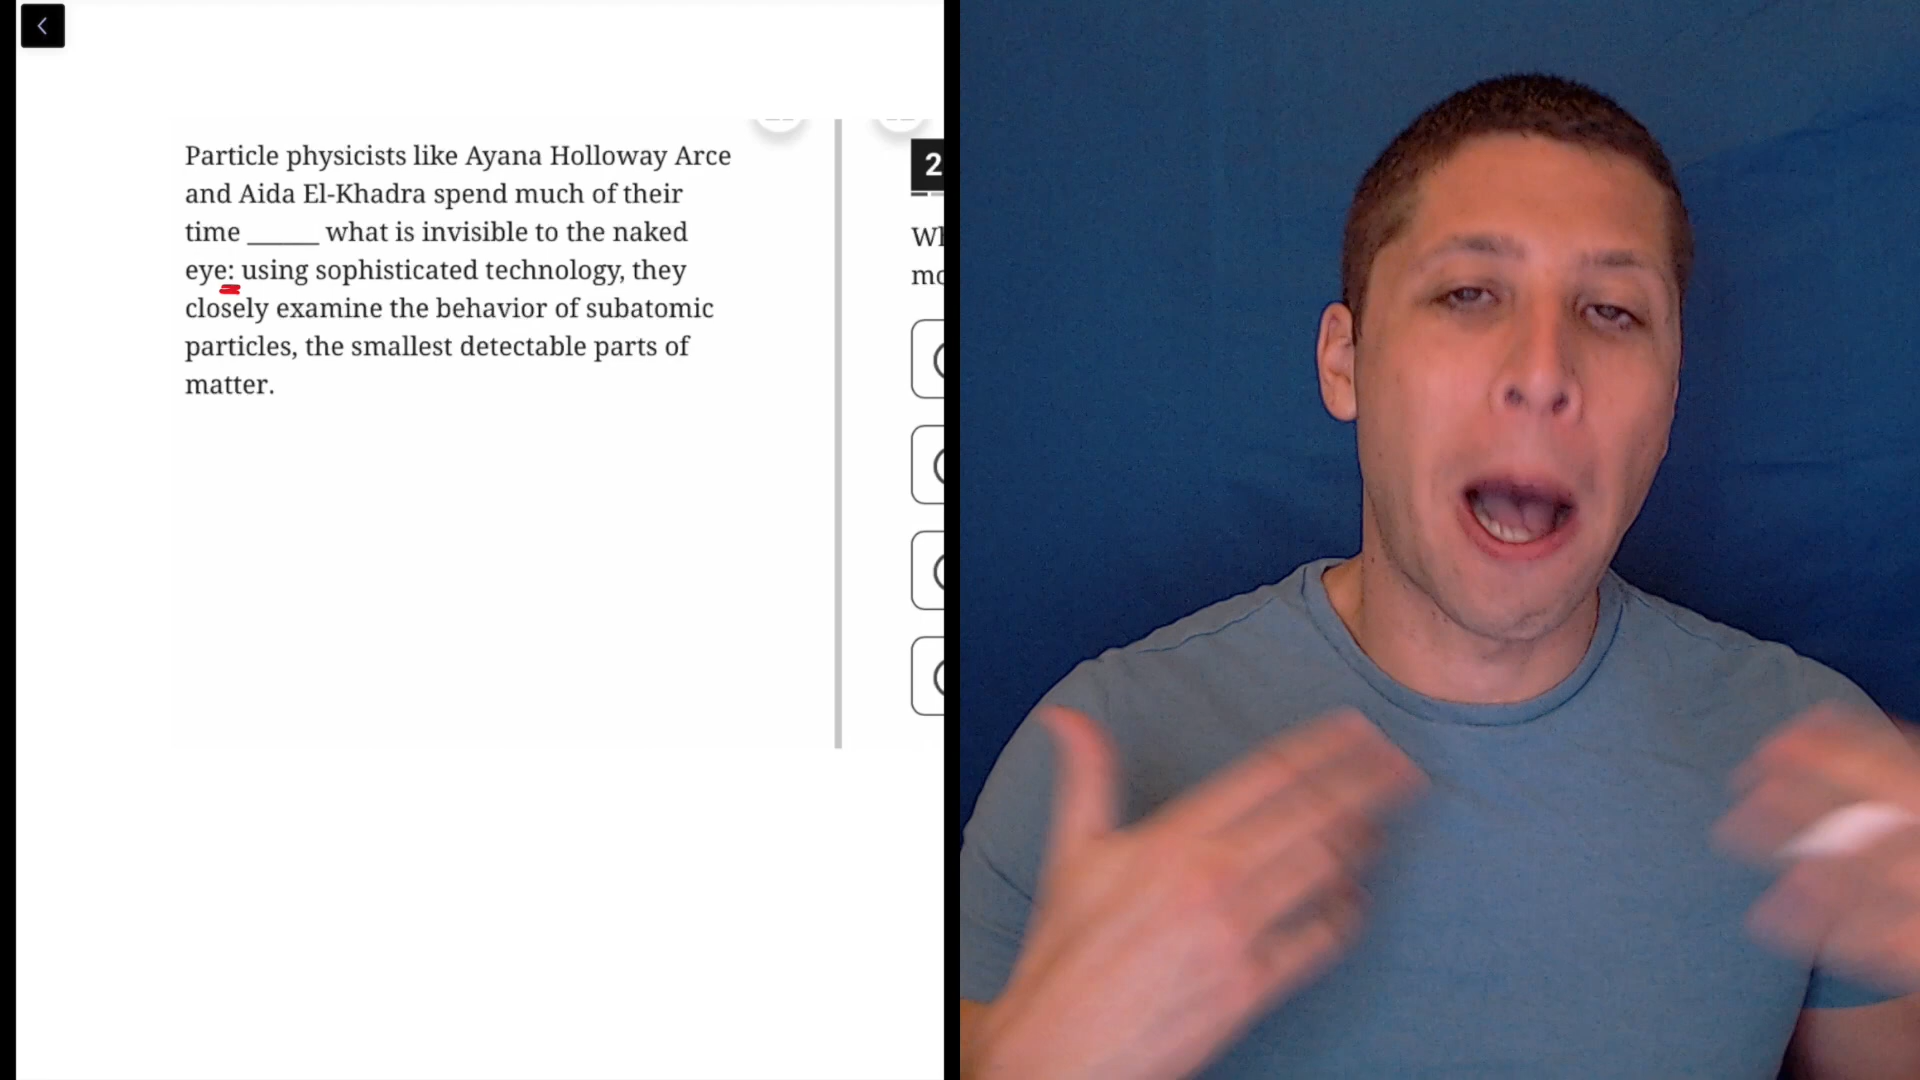 Particle physicists like Ayana Holloway Arce
and Aida El-Khadra spend much of their
time ______ what is invisible to the naked
eye: using sophisticated technology, they
closely examine the behavior of subatomic
particles, the smallest detectable parts of
matter.
2